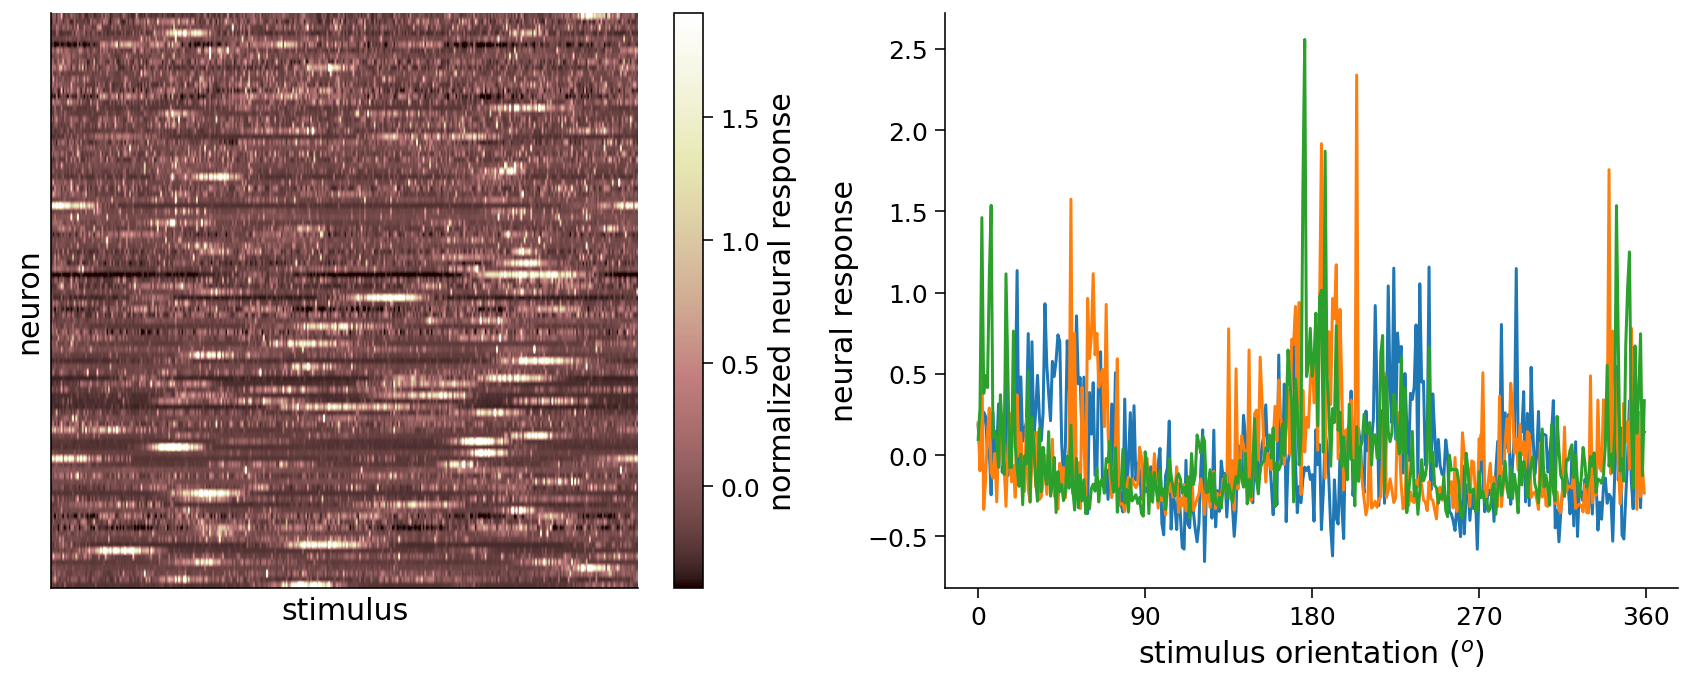 neuron
stimulus
1.5
1.0
0.5
0.0
normalized neural response
neural response
2.5
2.0
1.5
1.0
0.5
0.0
−0.5
0 90 180 270 360
stimulus orientation (o)